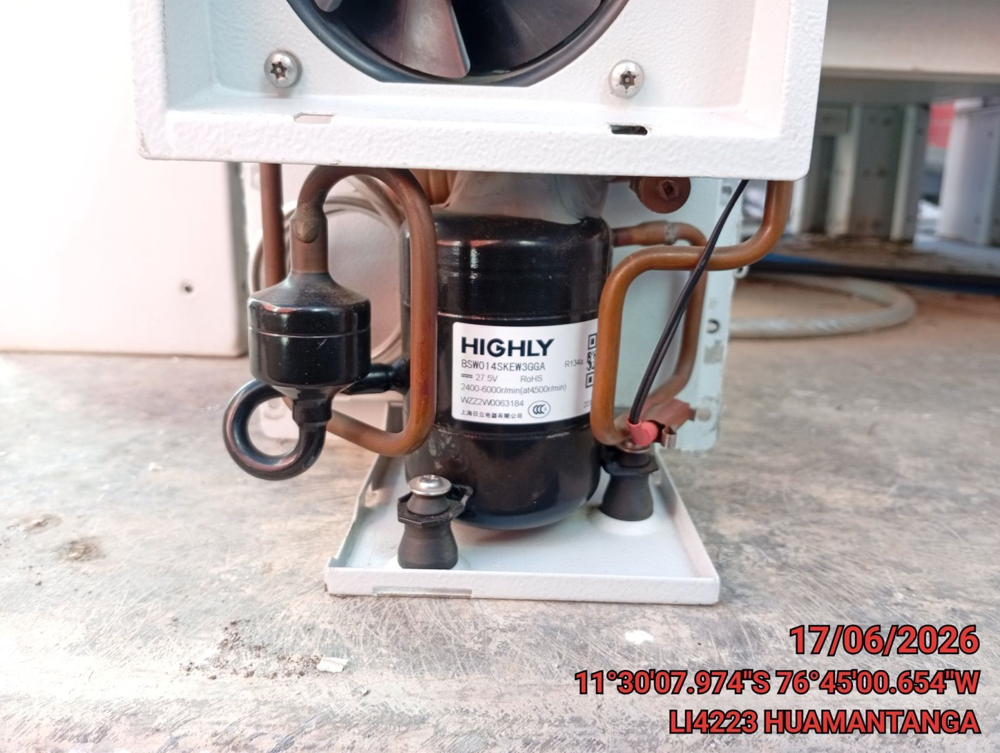 HIGHLY
BSW014SKEW3GGA R134a
27.5V RoHS
2400-6000r/min(at4500r/min)
WZZ2W0063184
上海日立电器有限公司
17/06/2026
11°30'07.974"S 76°45'00.654"W
LI4223 HUAMANTANGA